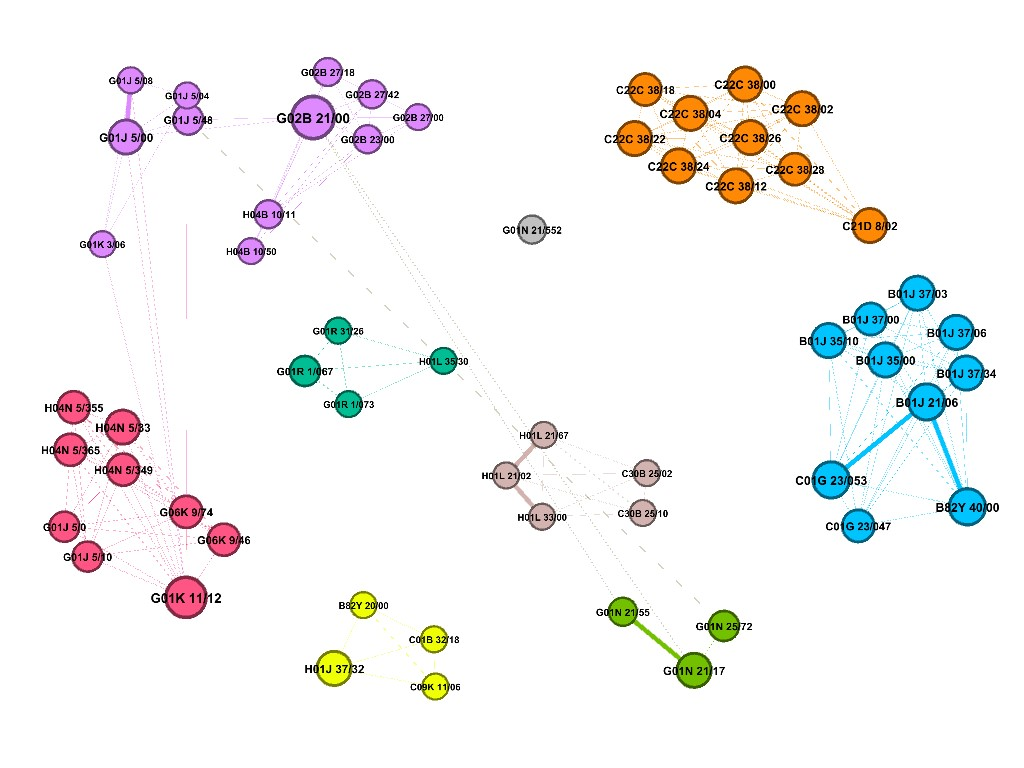 G01J 5/08
G01J 5/04
G01J 5/48
G01J 5/00
G01K 3/06
G02B 27/18
G02B 27/42
G02B 21/00
G02B 27/00
G02B 23/00
H04B 10/11
H04B 10/50
G01N 21/552
C22C 38/18
C22C 38/00
C22C 38/04
C22C 38/02
C22C 38/22
C22C 38/26
C22C 38/24
C22C 38/28
C22C 38/12
C21D 8/02
B01J 37/03
B01J 37/00
B01J 37/06
B01J 35/10
B01J 35/00
B01J 37/34
B01J 21/06
C01G 23/053
B82Y 40/00
C01G 23/047
G01R 31/26
G01R 1/067
H01L 35/30
G01R 1/073
H04N 5/355
H04N 5/33
H04N 5/365
H04N 5/349
G06K 9/74
G01J 5/0
G06K 9/46
G01J 5/10
G01K 11/12
H01L 21/67
H01L 21/02
C30B 25/02
H01L 33/00
C30B 25/10
B82Y 20/00
C01B 32/18
H01J 37/32
C09K 11/06
G01N 21/55
G01N 25/72
G01N 21/17